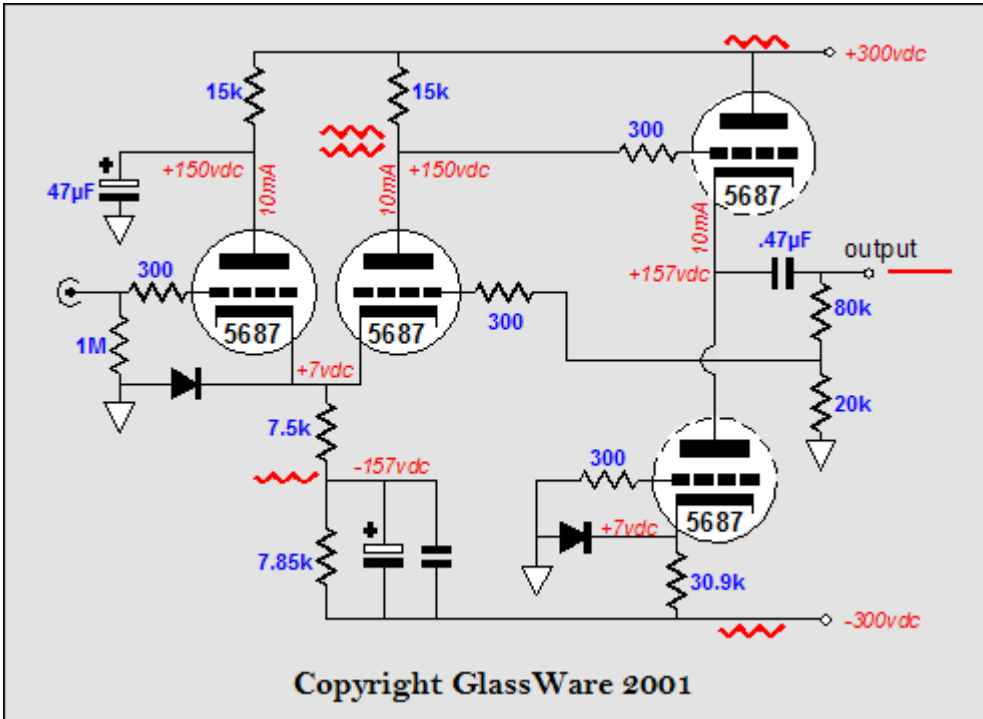 +300vdc
15k
15k
300
+150vdc
+150vdc
47µF
10mA
10mA
5687
10mA
.47µF
output
+157vdc
300
300
80k
1M
5687
5687
+7vdc
20k
7.5k
300
-157vdc
5687
+7vdc
7.85k
30.9k
-300vdc
Copyright GlassWare 2001